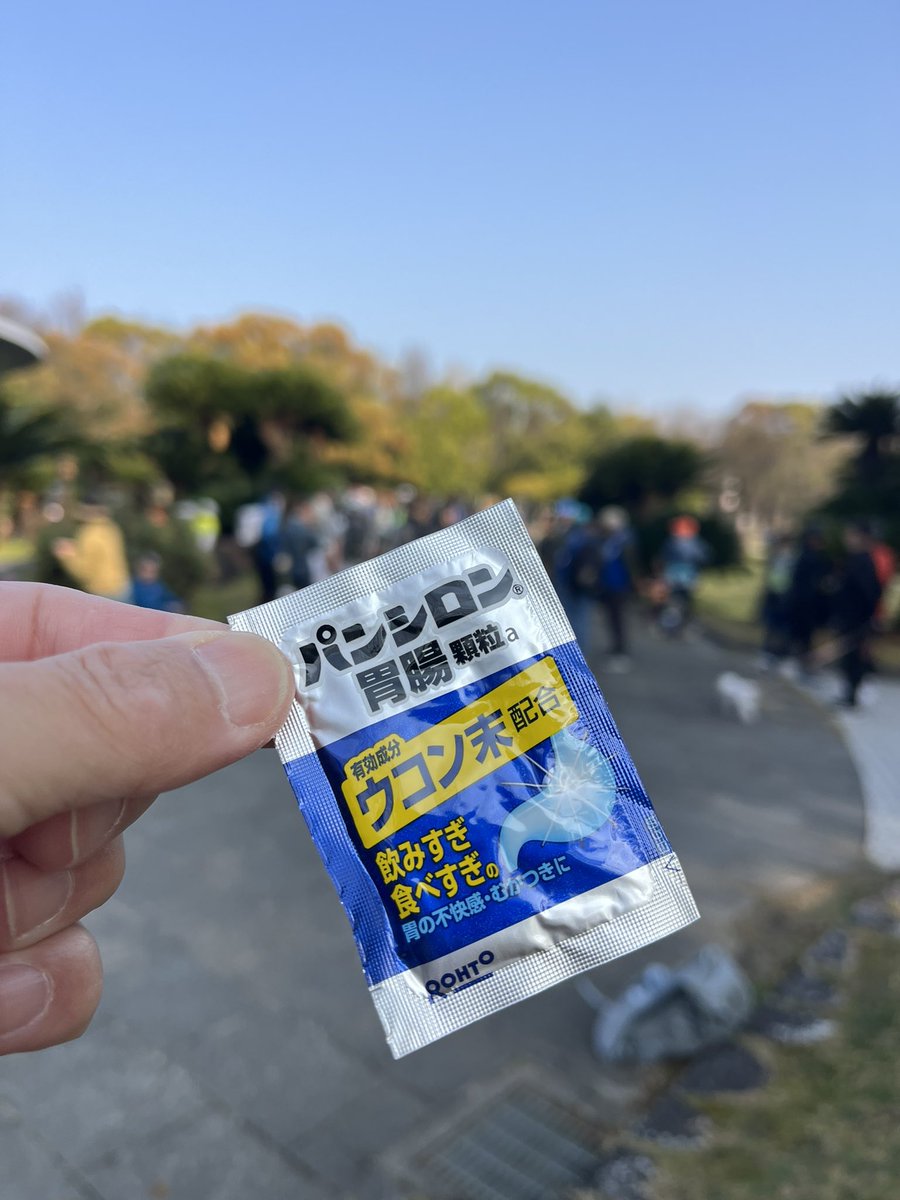 パンシロン®
胃腸 顆粒a
有効成分
ウコン末 配合
飲みすぎ
食べすぎの
胃の不快感・むかつきに
ROHTO